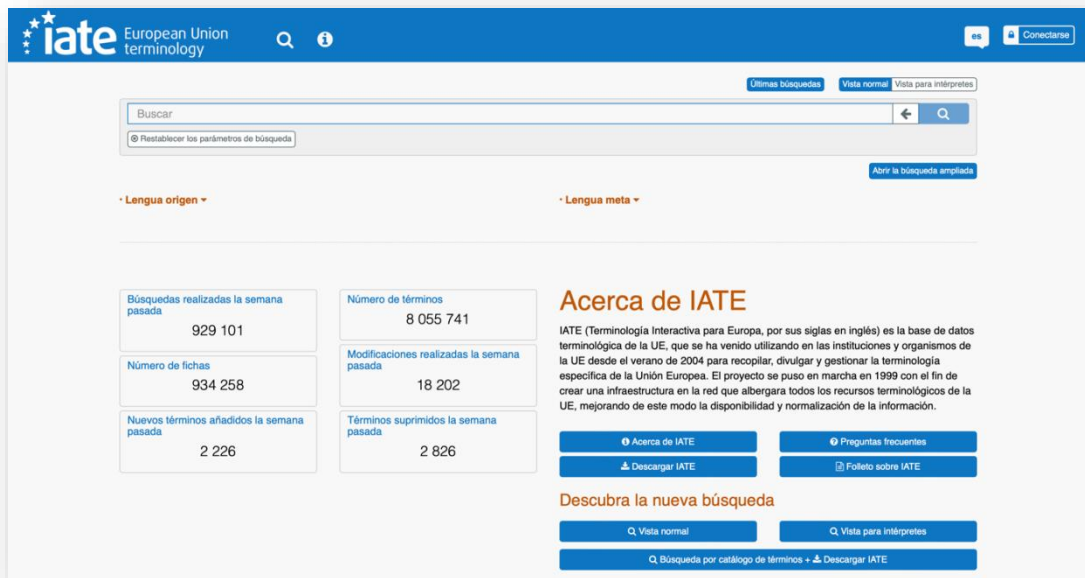 iate European Union
terminology
es
Conectarse
Últimas búsquedas
Vista normal Vista para intérpretes
Buscar
Restablecer los parámetros de búsqueda
Abrir la búsqueda ampliada
· Lengua origen
· Lengua meta
Búsquedas realizadas la semana
pasada
929 101
Número de términos
8 055 741
Número de fichas
934 258
Modificaciones realizadas la semana
pasada
18 202
Nuevos términos añadidos la semana
pasada
2 226
Términos suprimidos la semana
pasada
2 826
Acerca de IATE
IATE (Terminología Interactiva para Europa, por sus siglas en inglés) es la base de datos
terminológica de la UE, que se ha venido utilizando en las instituciones y organismos de
la UE desde el verano de 2004 para recopilar, divulgar y gestionar la terminología
específica de la Unión Europea. El proyecto se puso en marcha en 1999 con el fin de
crear una infraestructura en la red que albergara todos los recursos terminológicos de la
UE, mejorando de este modo la disponibilidad y normalización de la información.
Acerca de IATE
Preguntas frecuentes
Descargar IATE
Folleto sobre IATE
Descubra la nueva búsqueda
Vista normal
Vista para intérpretes
Búsqueda por catálogo de términos + Descargar IATE